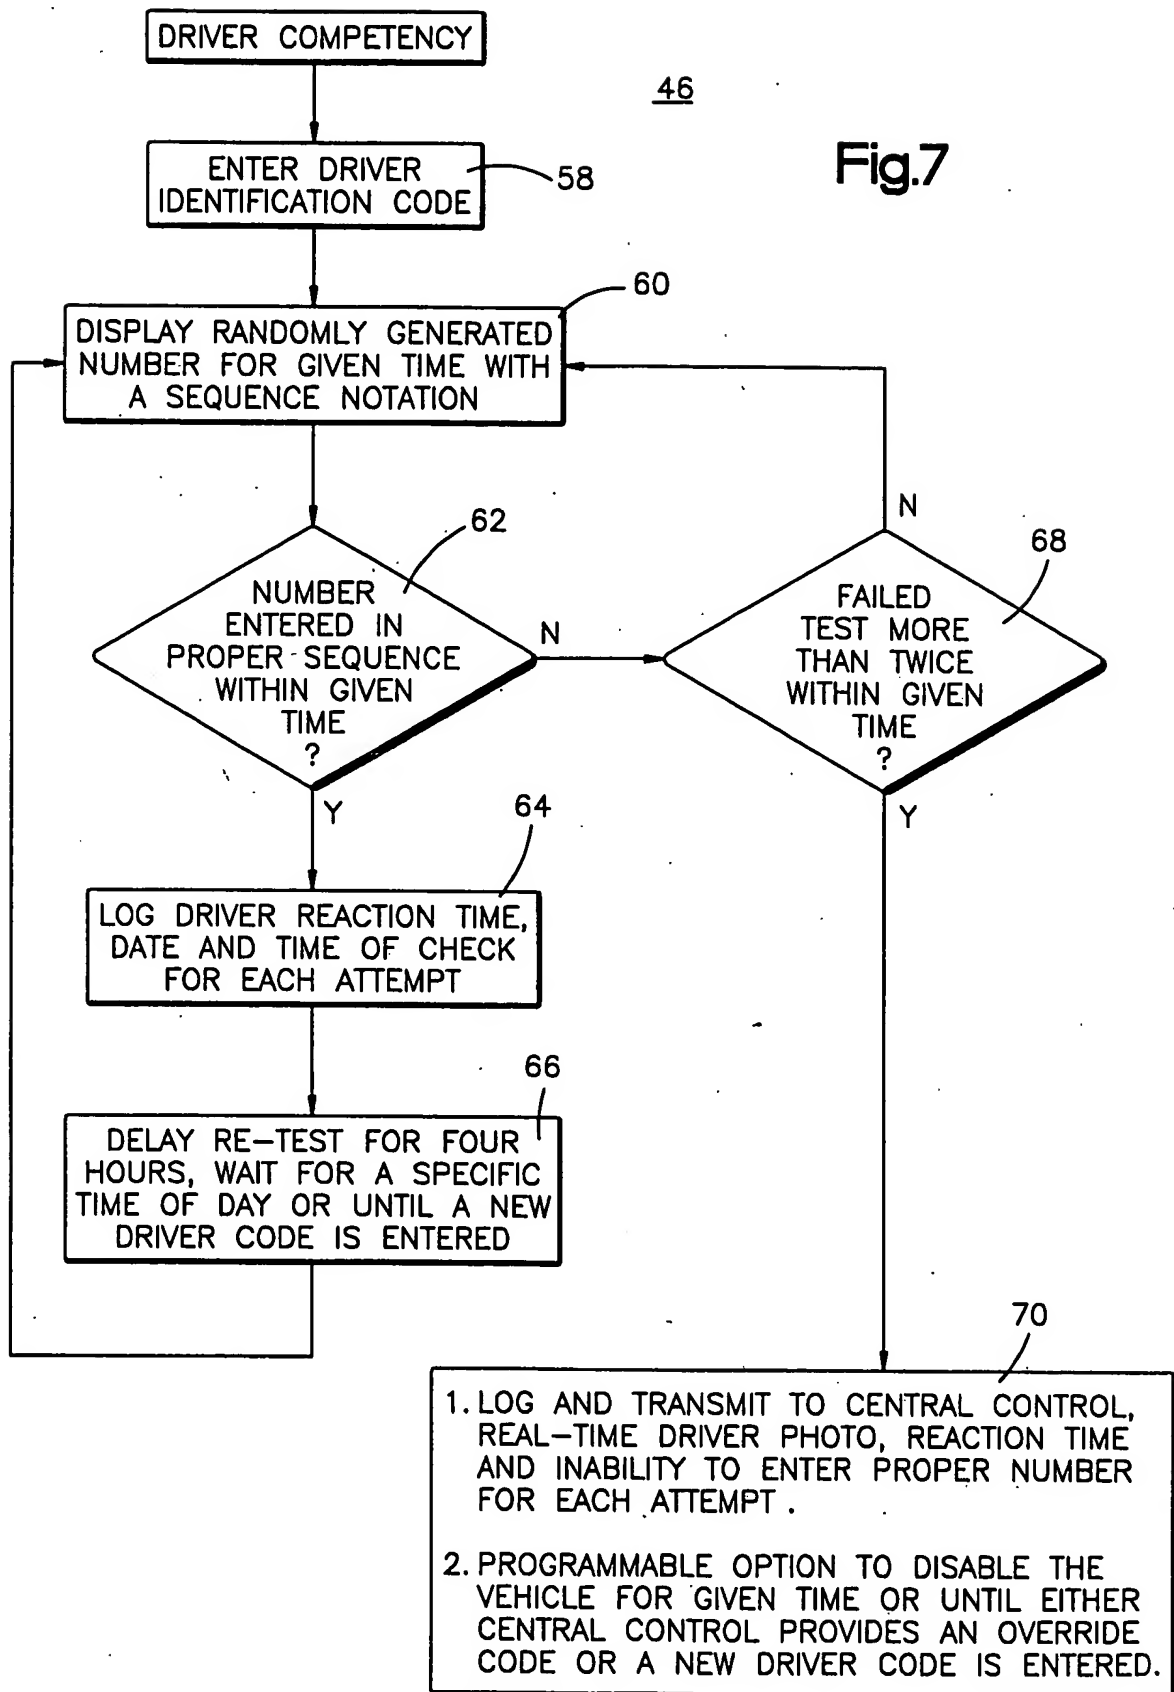 DRIVER COMPETENCY
46
Fig.7
ENTER DRIVER
IDENTIFICATION CODE
58
60
DISPLAY RANDOMLY GENERATED
NUMBER FOR GIVEN TIME WITH
A SEQUENCE NOTATION
62
NUMBER
ENTERED IN
PROPER SEQUENCE
WITHIN GIVEN
TIME
?
N
Y
68
FAILED
TEST MORE
THAN TWICE
WITHIN GIVEN
TIME
?
N
Y
64
LOG DRIVER REACTION TIME,
DATE AND TIME OF CHECK
FOR EACH ATTEMPT
66
DELAY RE-TEST FOR FOUR
HOURS, WAIT FOR A SPECIFIC
TIME OF DAY OR UNTIL A NEW
DRIVER CODE IS ENTERED
70
1. LOG AND TRANSMIT TO CENTRAL CONTROL,
REAL-TIME DRIVER PHOTO, REACTION TIME
AND INABILITY TO ENTER PROPER NUMBER
FOR EACH ATTEMPT.
2. PROGRAMMABLE OPTION TO DISABLE THE
VEHICLE FOR GIVEN TIME OR UNTIL EITHER
CENTRAL CONTROL PROVIDES AN OVERRIDE
CODE OR A NEW DRIVER CODE IS ENTERED.